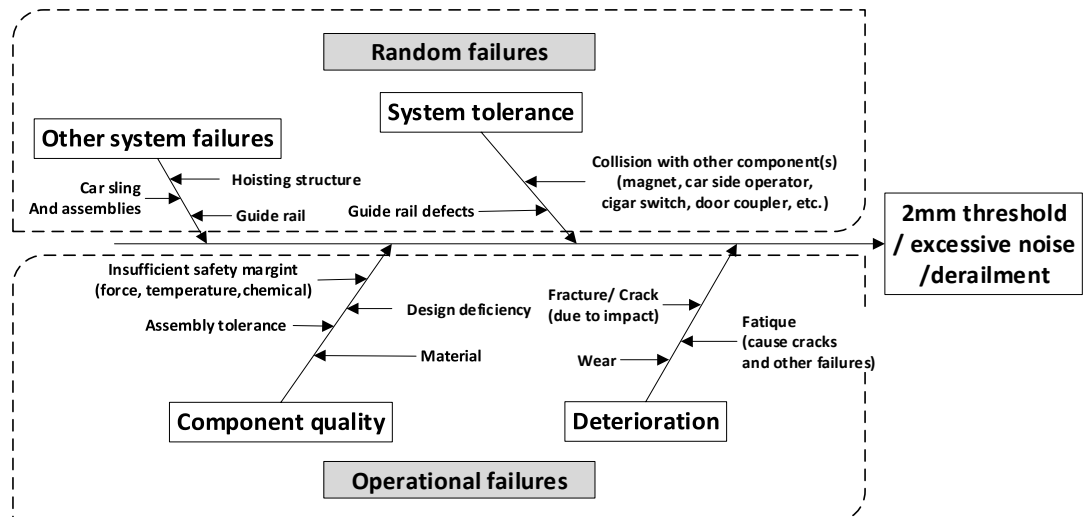 Random failures
System tolerance
Other system failures
Collision with other component(s)
(magnet, car side operator,
cigar switch, door coupler, etc.)
Hoisting structure
Car sling
And assemblies
Guide rail
Guide rail defects
2mm threshold
/ excessive noise
/derailment
Insufficient safety margint
(force, temperature,chemical)
Design deficiency
Assembly tolerance
Material
Fracture/ Crack
(due to impact)
Fatique
(cause cracks
and other failures)
Wear
Component quality
Deterioration
Operational failures